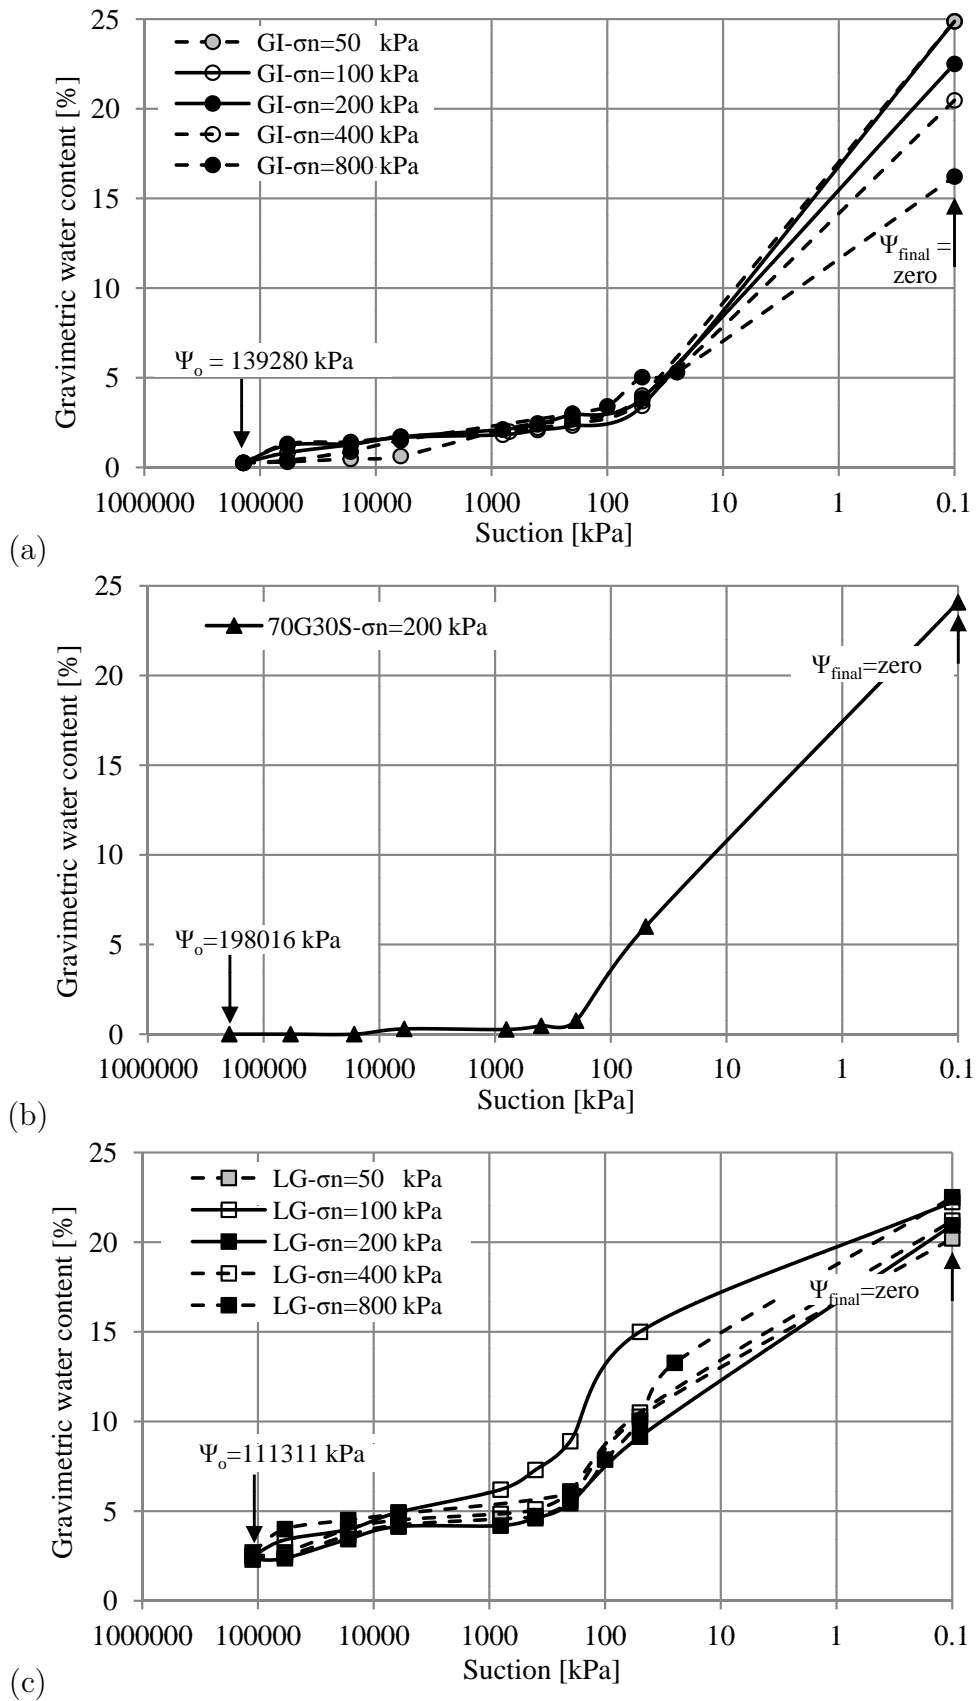 25
20
15
10
5
0
Gravimetric water content [%]
GI-σn=50 kPa
GI-σn=100 kPa
GI-σn=200 kPa
GI-σn=400 kPa
GI-σn=800 kPa
Ψfinal =
zero
Ψo = 139280 kPa
1000000 100000 10000 1000 100 10 1 0.1
Suction [kPa]
(a)
25
20
15
10
5
0
Gravimetric water content [%]
70G30S-σn=200 kPa
Ψfinal=zero
Ψo=198016 kPa
1000000 100000 10000 1000 100 10 1 0.1
Suction [kPa]
(b)
25
20
15
10
5
0
Gravimetric water content [%]
LG-σn=50 kPa
LG-σn=100 kPa
LG-σn=200 kPa
LG-σn=400 kPa
LG-σn=800 kPa
Ψfinal=zero
Ψo=111311 kPa
1000000 100000 10000 1000 100 10 1 0.1
Suction [kPa]
(c)